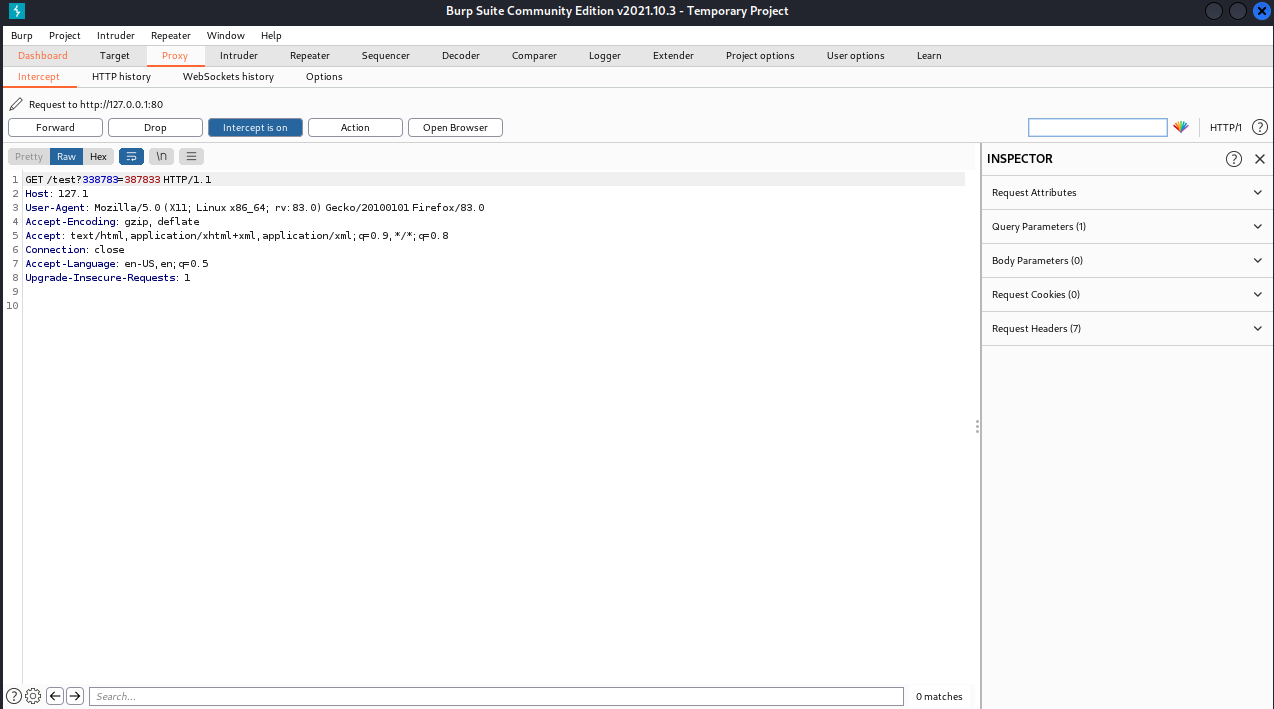 Burp Suite Community Edition v2021.10.3 - Temporary Project
Burp Project Intruder Repeater Window Help
Dashboard Target Proxy Intruder Repeater Sequencer Decoder Comparer Logger Extender Project options User options Learn
Intercept HTTP history WebSockets history Options
Request to http://127.0.0.1:80
Forward Drop Intercept is on Action Open Browser HTTP/1 ?
Pretty Raw Hex \n
INSPECTOR ?
1 GET /test?338783=387833 HTTP/1.1
2 Host: 127.1
3 User-Agent: Mozilla/5.0 (X11; Linux x86_64; rv:83.0) Gecko/20100101 Firefox/83.0
4 Accept-Encoding: gzip, deflate
5 Accept: text/html,application/xhtml+xml,application/xml;q=0.9,*/*;q=0.8
6 Connection: close
7 Accept-Language: en-US,en;q=0.5
8 Upgrade-Insecure-Requests: 1
9
10
Request Attributes
Query Parameters (1)
Body Parameters (0)
Request Cookies (0)
Request Headers (7)
? Search... 0 matches